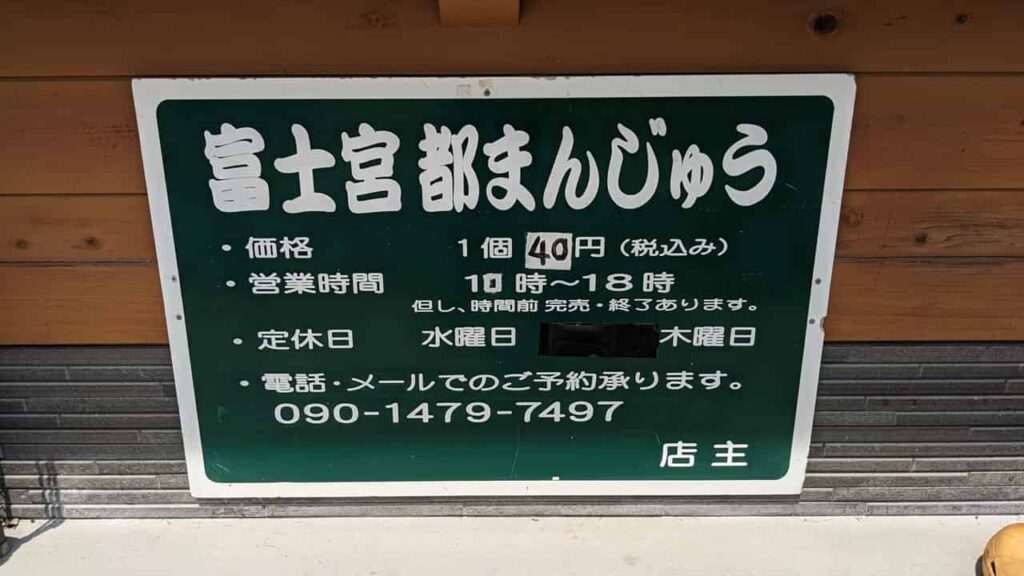 富士宮 都まんじゅう
・価格 1個 40円(税込み)
・営業時間 10時〜18時
但し、時間前 完売・終了あります。
・定休日 水曜日 木曜日
・電話・メールでのご予約承ります。
090-1479-7497
店主